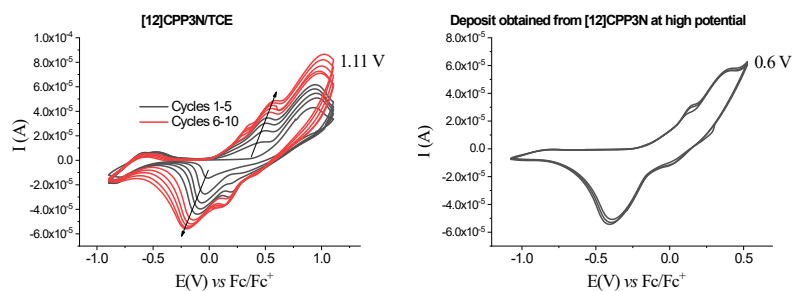 [12]CPP3N/TCE
1.0x10⁻⁴
8.0x10⁻⁵
6.0x10⁻⁵
4.0x10⁻⁵
2.0x10⁻⁵
0.0
-2.0x10⁻⁵
-4.0x10⁻⁵
-6.0x10⁻⁵
I (A)
1.11 V
Cycles 1-5
Cycles 6-10
-1.0 -0.5 0.0 0.5 1.0
E(V) vs Fc/Fc⁺
Deposit obtained from [12]CPP3N at high potential
8.0x10⁻⁵
6.0x10⁻⁵
4.0x10⁻⁵
2.0x10⁻⁵
0.0
-2.0x10⁻⁵
-4.0x10⁻⁵
-6.0x10⁻⁵
I (A)
0.6 V
-1.0 -0.5 0.0 0.5
E(V) vs Fc/Fc⁺